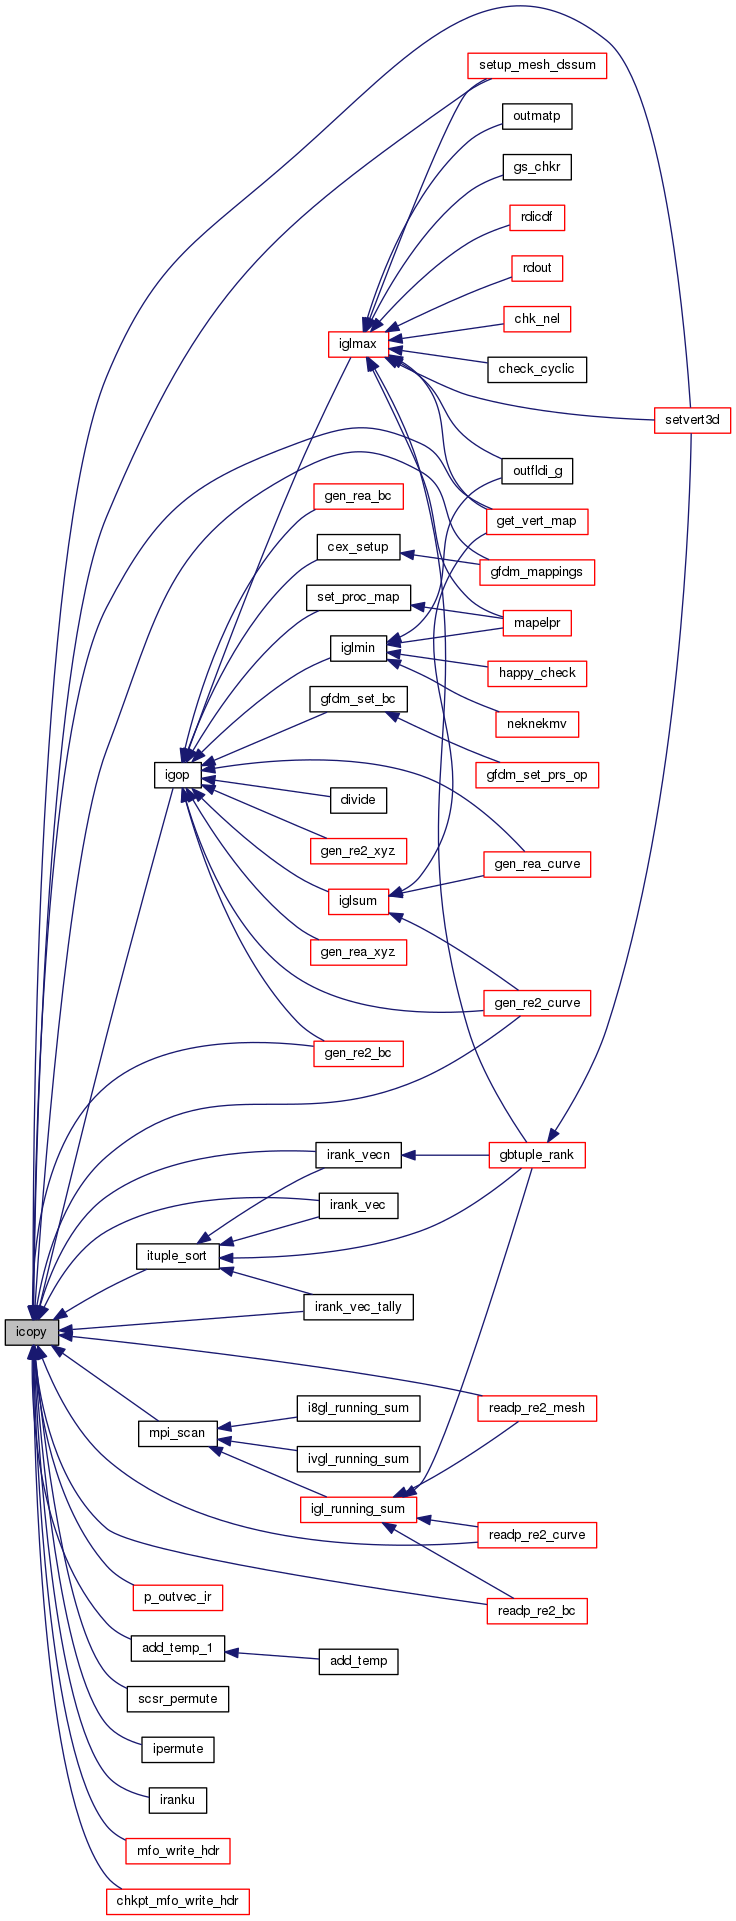 setup_mesh_dssum
outmatp
gs_chkr
rdicdf
rdout
chk_nel
iglmax
check_cyclic
setvert3d
outfldi_g
gen_rea_bc
get_vert_map
cex_setup
gfdm_mappings
set_proc_map
mapelpr
iglmin
happy_check
gfdm_set_bc
neknekmv
igop
gfdm_set_prs_op
divide
gen_re2_xyz
gen_rea_curve
iglsum
gen_rea_xyz
gen_re2_curve
gen_re2_bc
irank_vecn
gbtuple_rank
irank_vec
ituple_sort
irank_vec_tally
icopy
i8gl_running_sum
readp_re2_mesh
mpi_scan
ivgl_running_sum
igl_running_sum
readp_re2_curve
p_outvec_ir
readp_re2_bc
add_temp_1
add_temp
scsr_permute
ipermute
iranku
mfo_write_hdr
chkpt_mfo_write_hdr